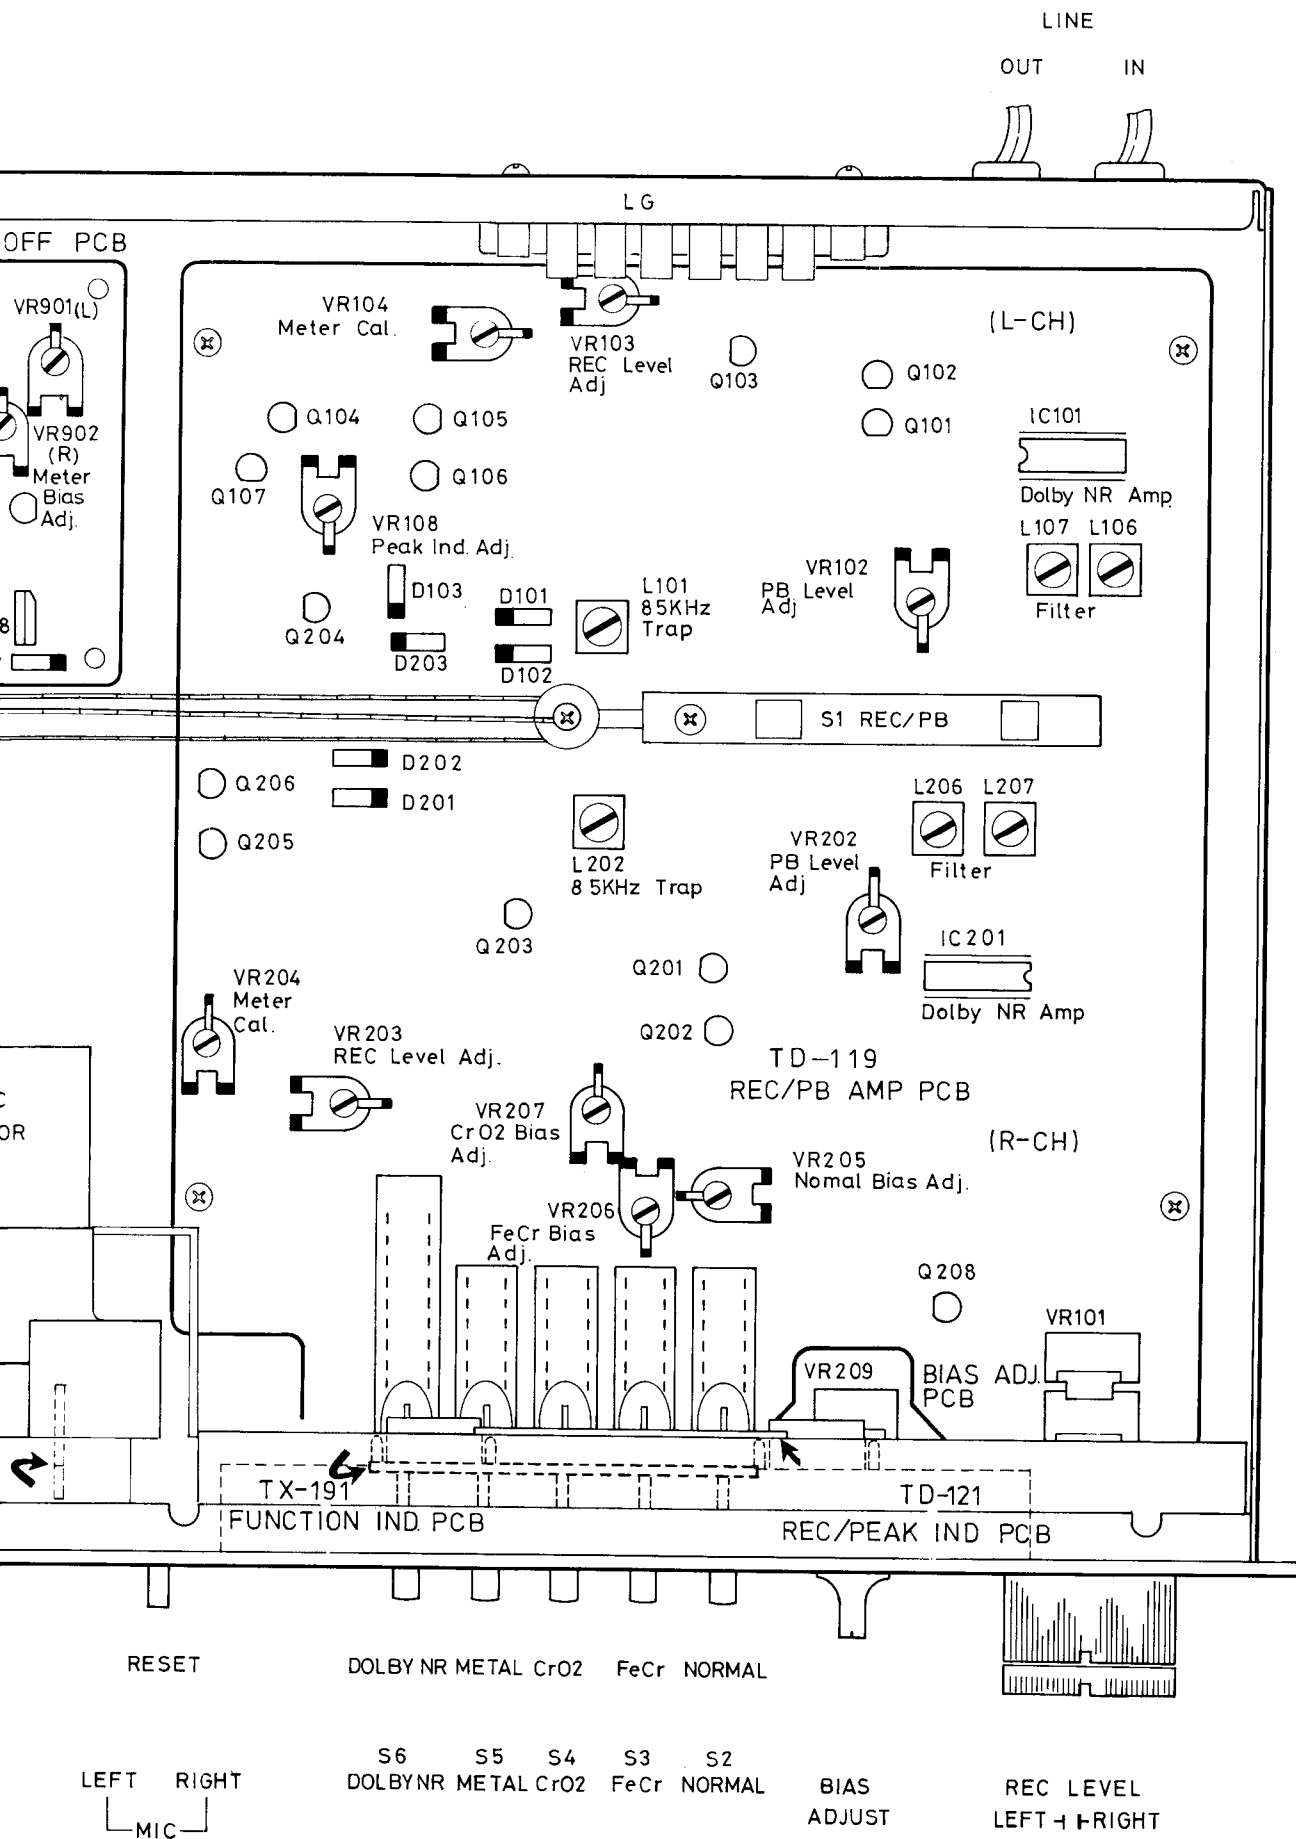 LINE
OUT IN
LG
OFF PCB
VR901(L)
VR902
(R)
Meter
Bias
Adj.
8
VR104
Meter Cal.
VR103
REC Level
Adj
Q103
(L-CH)
Q102
Q101
Q104
Q105
Q106
Q107
IC101
Dolby NR Amp
L107 L106
Filter
VR108
Peak Ind. Adj.
D103
D101
L101
85KHz
Trap
VR102
PB Level
Adj
Q204
D203
D102
S1 REC/PB
D202
D201
Q206
Q205
L202
85KHz Trap
L206 L207
Filter
VR202
PB Level
Adj
Q203
Q201
Q202
IC201
Dolby NR Amp
VR204
Meter
Cal.
VR203
REC Level Adj.
TD-119
REC/PB AMP PCB
C
OR
VR207
CrO2 Bias
Adj.
(R-CH)
VR205
Nomal Bias Adj.
VR206
FeCr Bias
Adj.
Q208
VR101
VR209
BIAS ADJ.
PCB
TX-191
FUNCTION IND. PCB
TD-121
REC/PEAK IND PCB
RESET
DOLBY NR METAL CrO2 FeCr NORMAL
S6 S5 S4 S3 S2
DOLBY NR METAL CrO2 FeCr NORMAL
LEFT RIGHT
MIC
BIAS
ADJUST
REC LEVEL
LEFT RIGHT